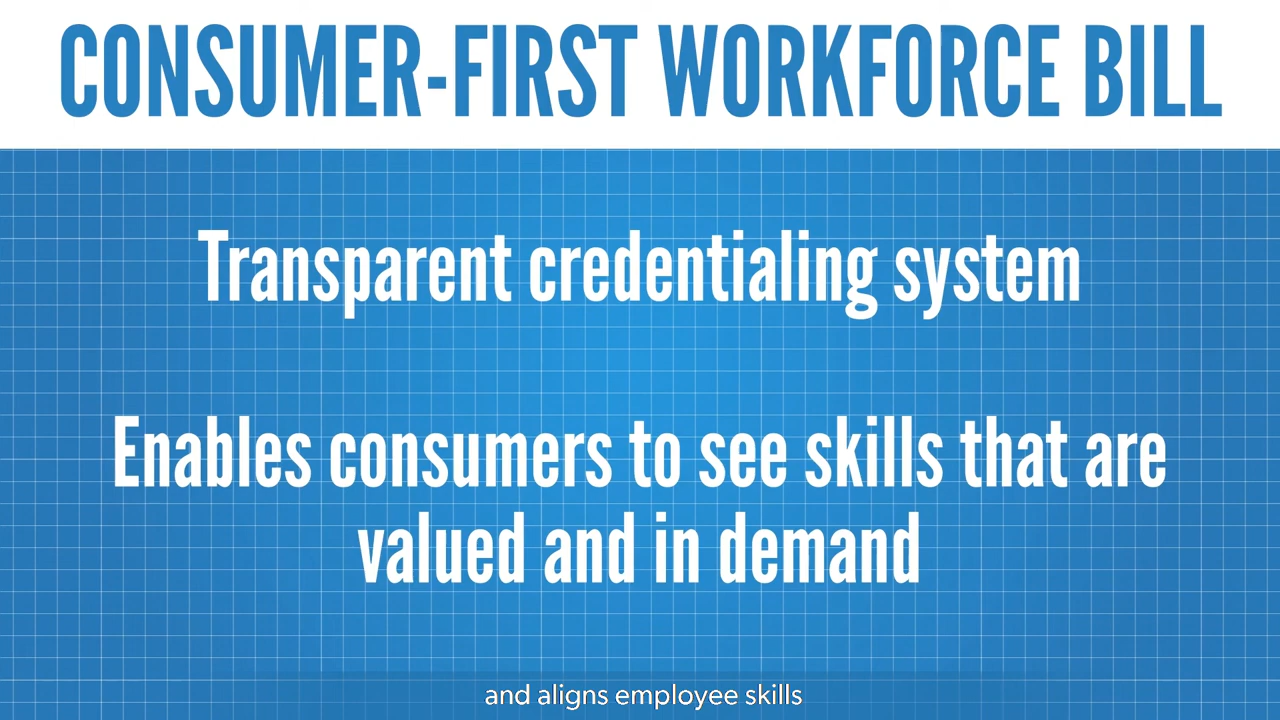 CONSUMER-FIRST WORKFORCE BILL
Transparent credentialing system
Enables consumers to see skills that are
valued and in demand
and aligns employee skills